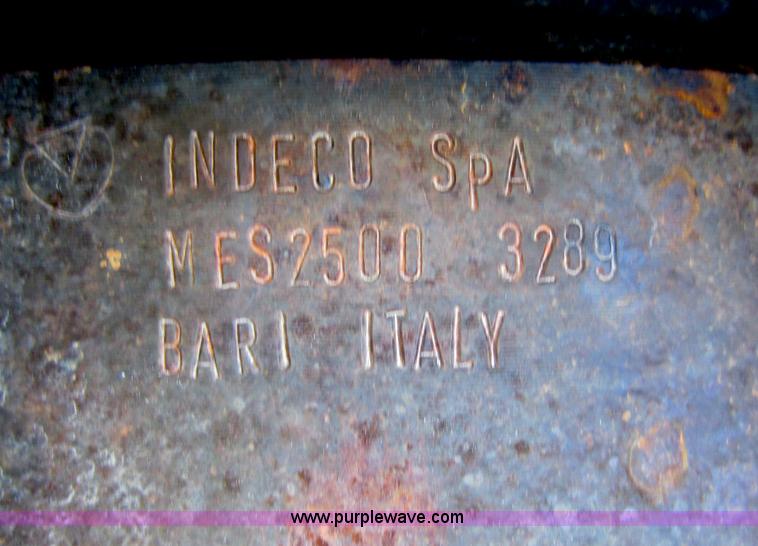 INDECO SpA
MES2500 3289
BARI ITALY
www.purplewave.com